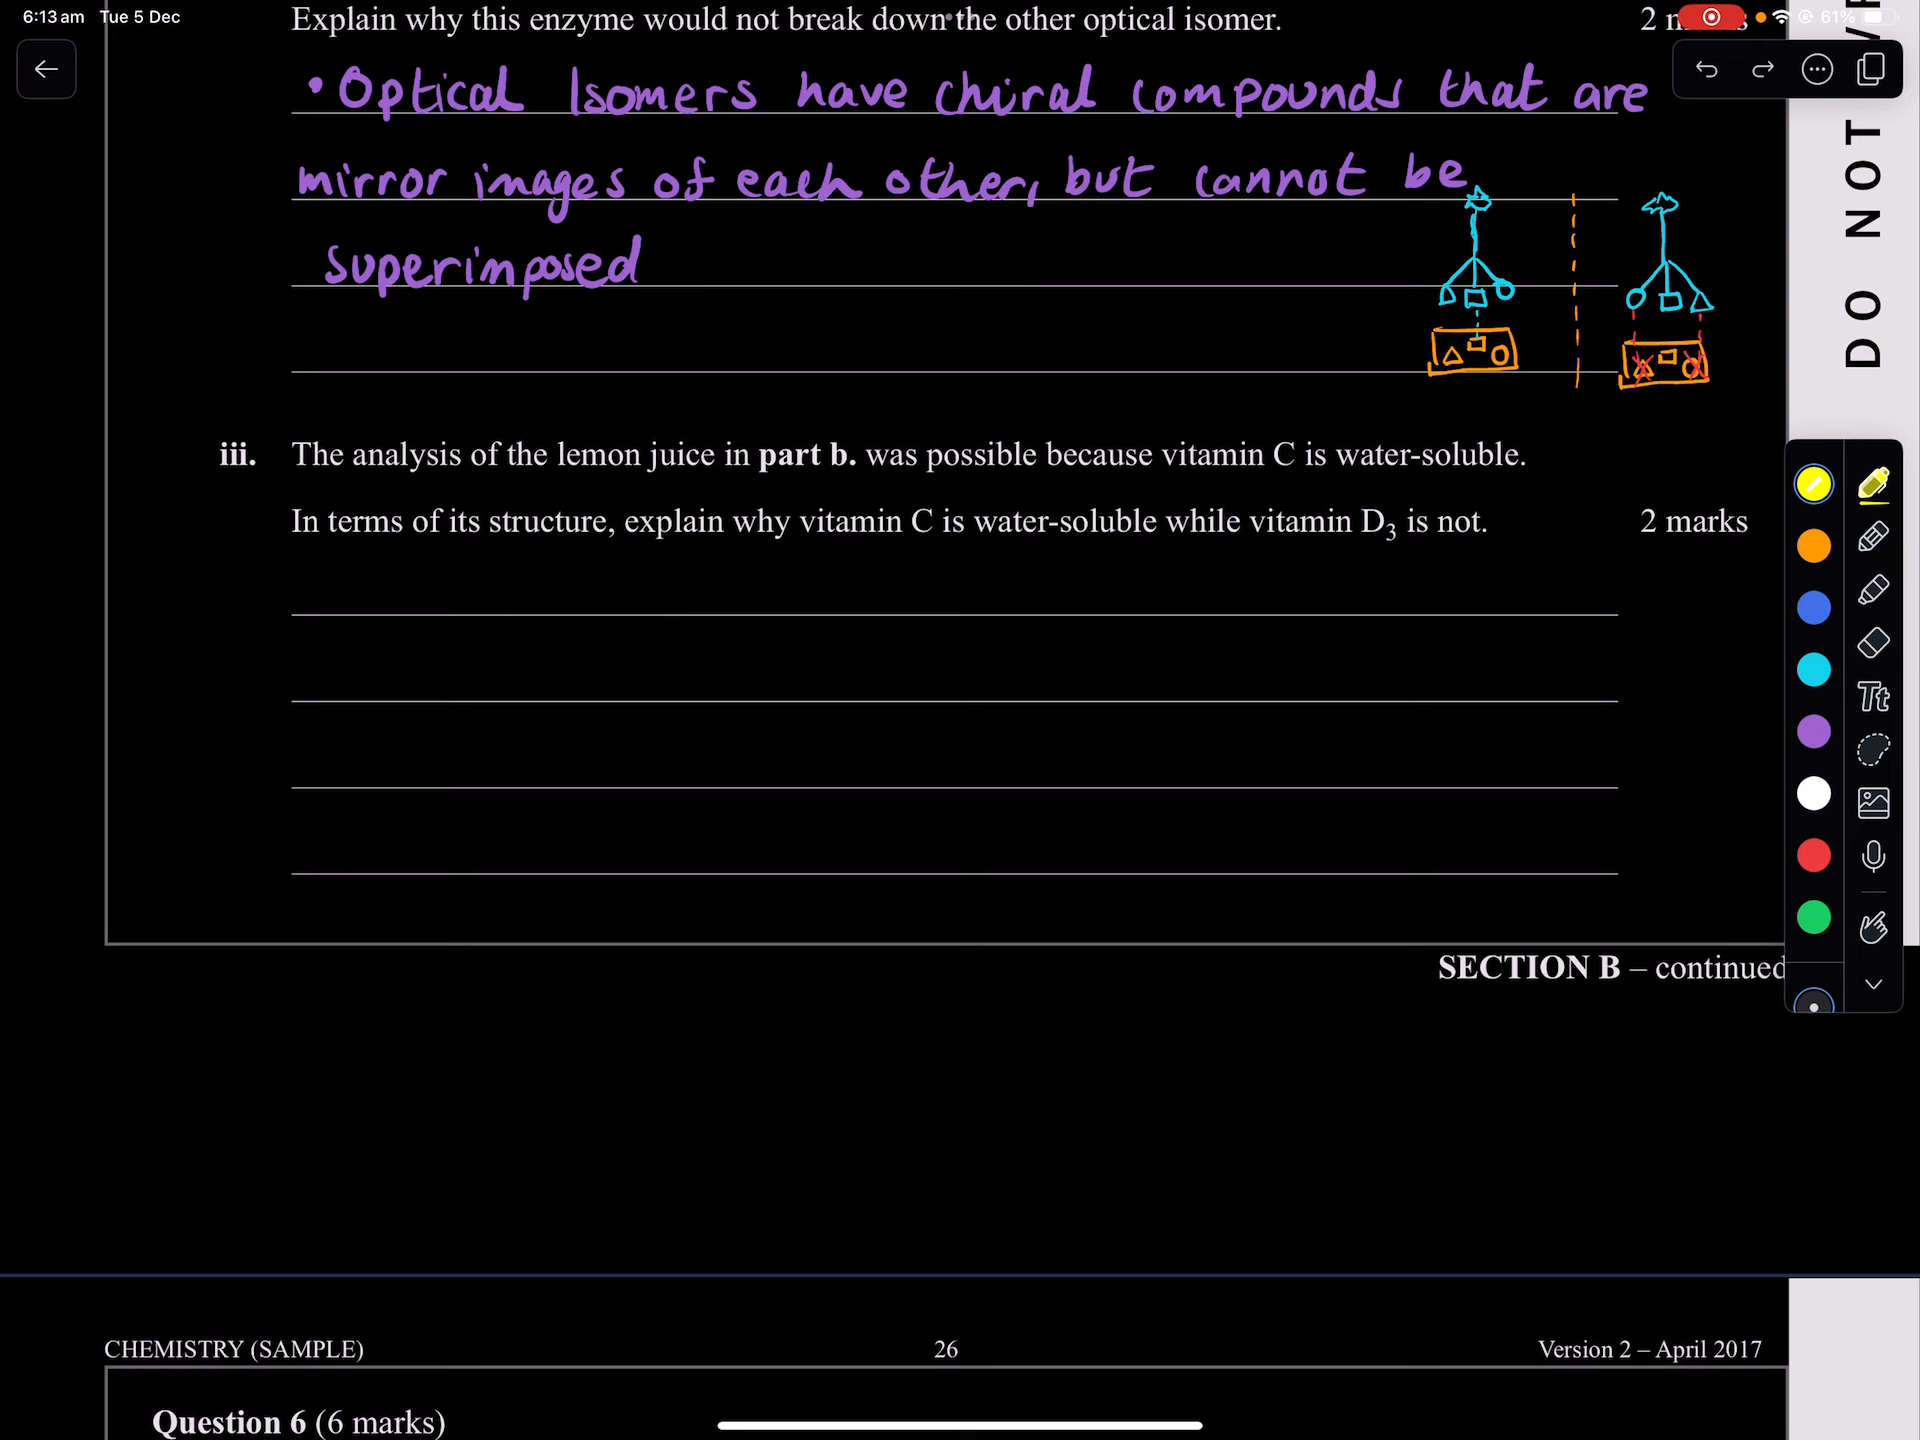 6:13 am Tue 5 Dec
61%
Explain why this enzyme would not break down the other optical isomer.
• Optical Isomers have chiral compounds that are
mirror images of each other, but cannot be
superimposed
iii. The analysis of the lemon juice in part b. was possible because vitamin C is water-soluble.
In terms of its structure, explain why vitamin C is water-soluble while vitamin D3 is not. 2 marks
DO NOT
Tt
SECTION B – continued
CHEMISTRY (SAMPLE) 26 Version 2 – April 2017
Question 6 (6 marks)